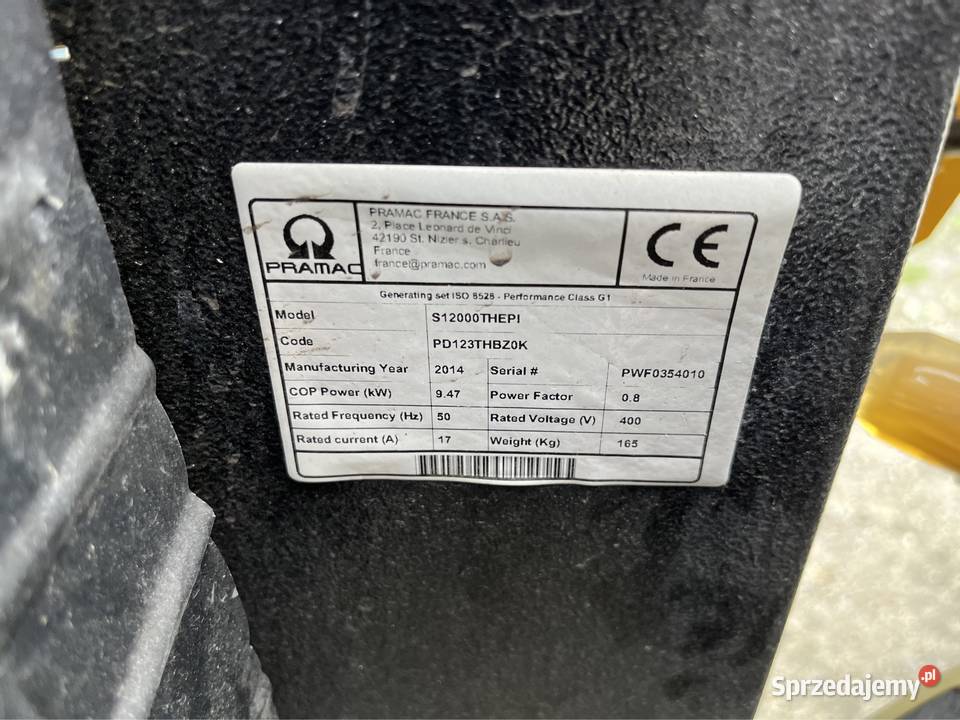 PRAMAC
PRAMAC FRANCE S.A.S.
2, Place Leonard de Vinci
42190 St. Nizier s. Charlieu
France
france@pramac.com
CE
Made in France
Generating set ISO 8528 - Performance Class G1
Model S12000THEPI
Code PD123THBZ0K
Manufacturing Year 2014 Serial # PWF0354010
COP Power (kW) 9.47 Power Factor 0.8
Rated Frequency (Hz) 50 Rated Voltage (V) 400
Rated current (A) 17 Weight (Kg) 165
Sprzedajemy.pl